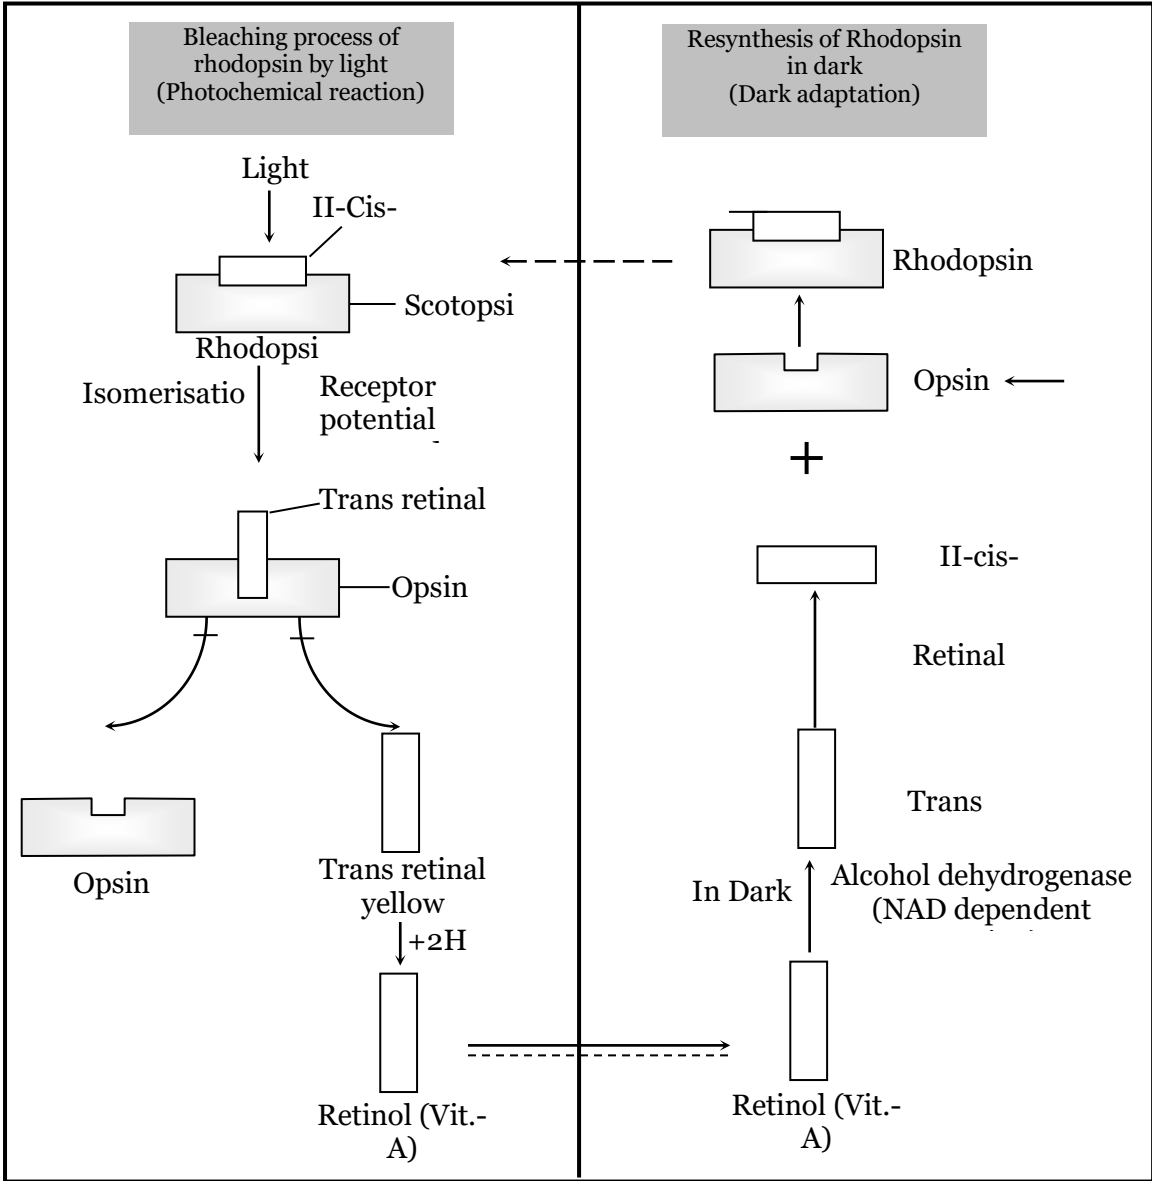 Bleaching process of
rhodopsin by light
(Photochemical reaction)
Light
II-Cis-
Scotopsi
Rhodopsi
Isomerisatio
Receptor
potential
Trans retinal
Opsin
Opsin
Trans retinal
yellow
+2H
Retinol (Vit.-
A)
Resynthesis of Rhodopsin
in dark
(Dark adaptation)
Rhodopsin
Opsin
+
II-cis-
Retinal
Trans
In Dark
Alcohol dehydrogenase
(NAD dependent
Retinol (Vit.-
A)